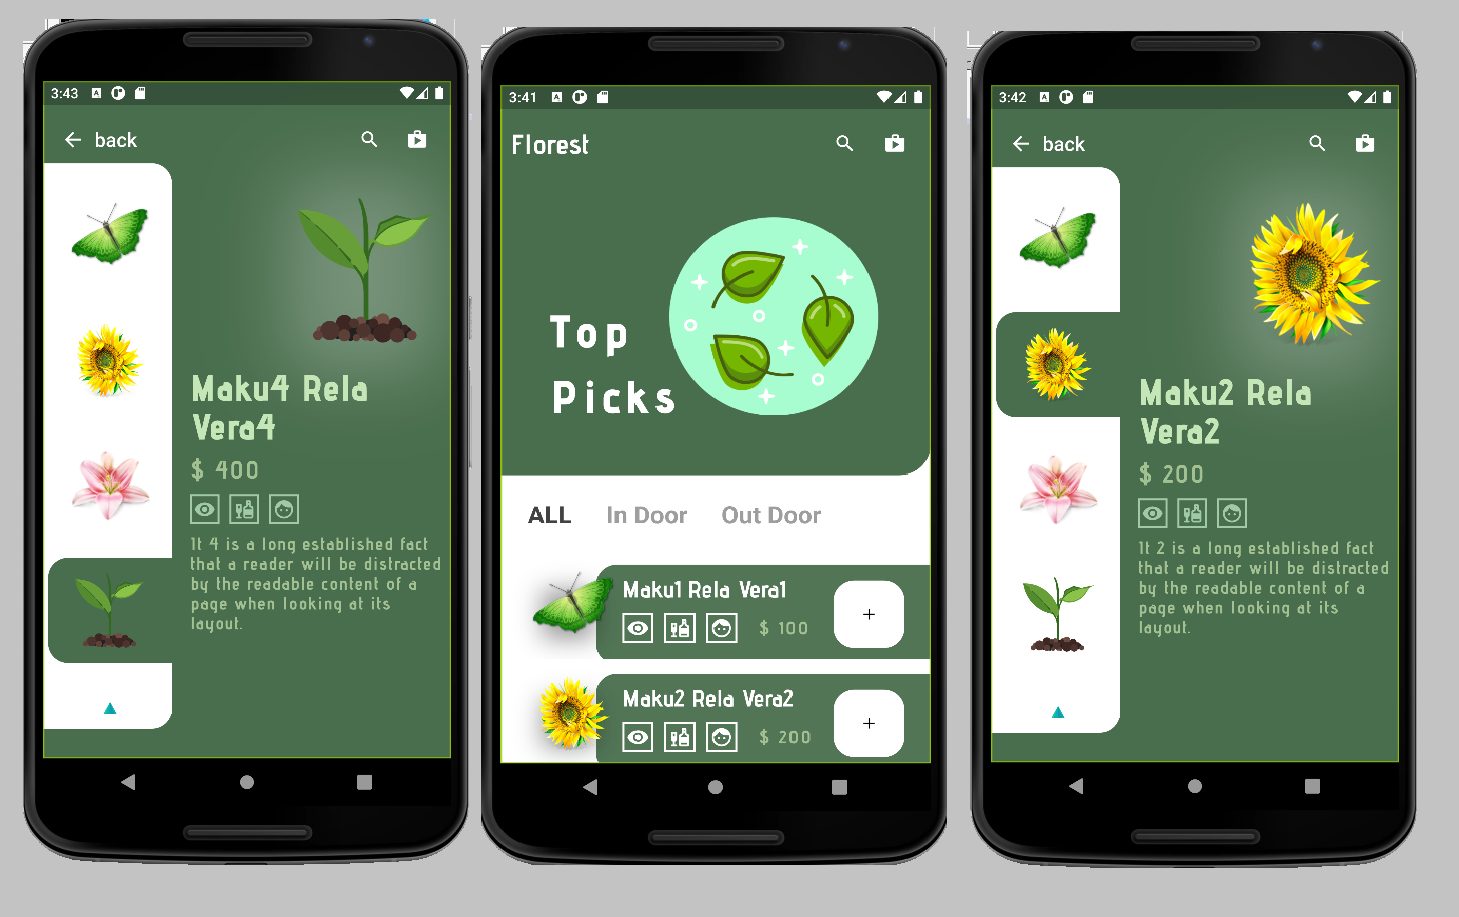 3:43
back
Maku4 Rela
Vera4
$ 400
It 4 is a long established fact
that a reader will be distracted
by the readable content of a
page when looking at its
layout.
3:41
Florest
Top
Picks
ALL In Door Out Door
Maku1 Rela Vera1
$ 100
+
Maku2 Rela Vera2
$ 200
+
3:42
back
Maku2 Rela
Vera2
$ 200
It 2 is a long established fact
that a reader will be distracted
by the readable content of a
page when looking at its
layout.